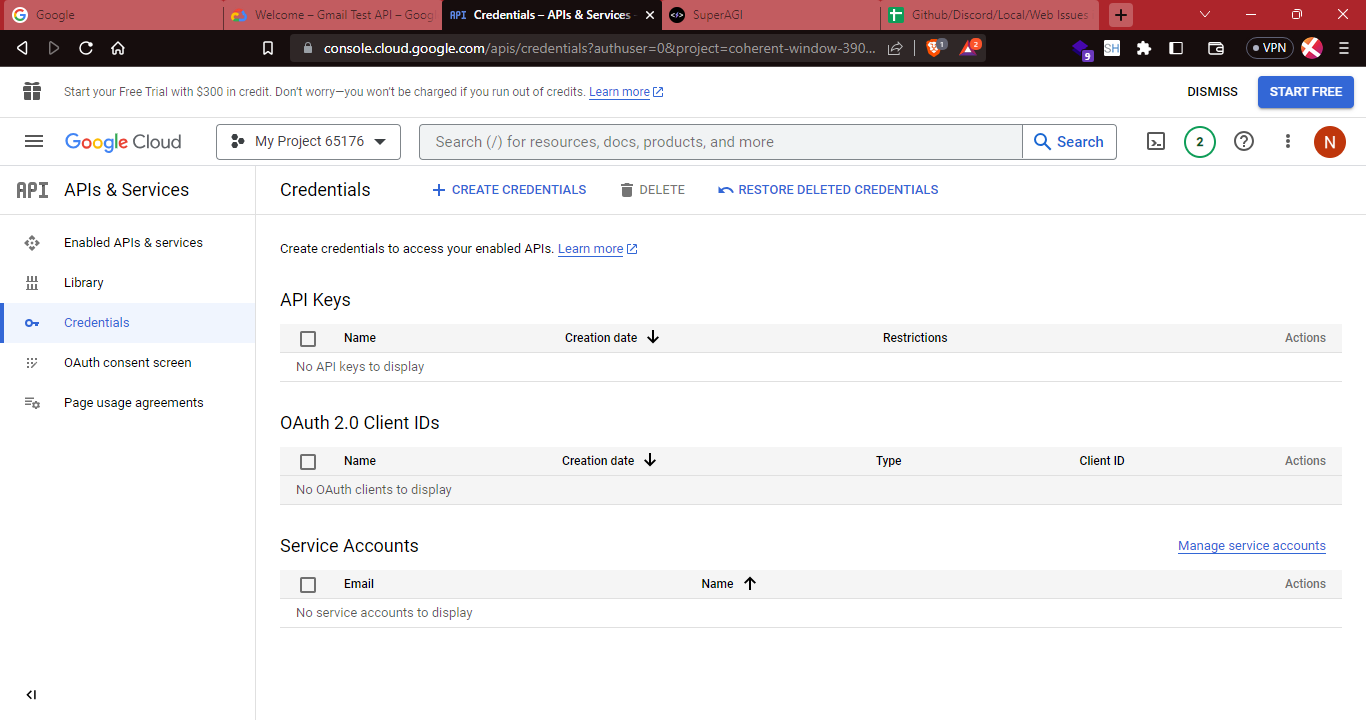 Google
Welcome – Gmail Test API – Goog
API Credentials – APIs & Services -
SuperAGI
Github/Discord/Local/Web Issues
console.cloud.google.com/apis/credentials?authuser=0&project=coherent-window-390...
1
2
9
SH
VPN
Start your Free Trial with $300 in credit. Don't worry—you won't be charged if you run out of credits. Learn more
DISMISS
START FREE
Google Cloud
My Project 65176
Search (/) for resources, docs, products, and more
Search
2
N
API APIs & Services
Credentials
CREATE CREDENTIALS
DELETE
RESTORE DELETED CREDENTIALS
Enabled APIs & services
Library
Credentials
OAuth consent screen
Page usage agreements
Create credentials to access your enabled APIs. Learn more
API Keys
Name Creation date Restrictions Actions
No API keys to display
OAuth 2.0 Client IDs
Name Creation date Type Client ID Actions
No OAuth clients to display
Service Accounts
Manage service accounts
Email Name Actions
No service accounts to display